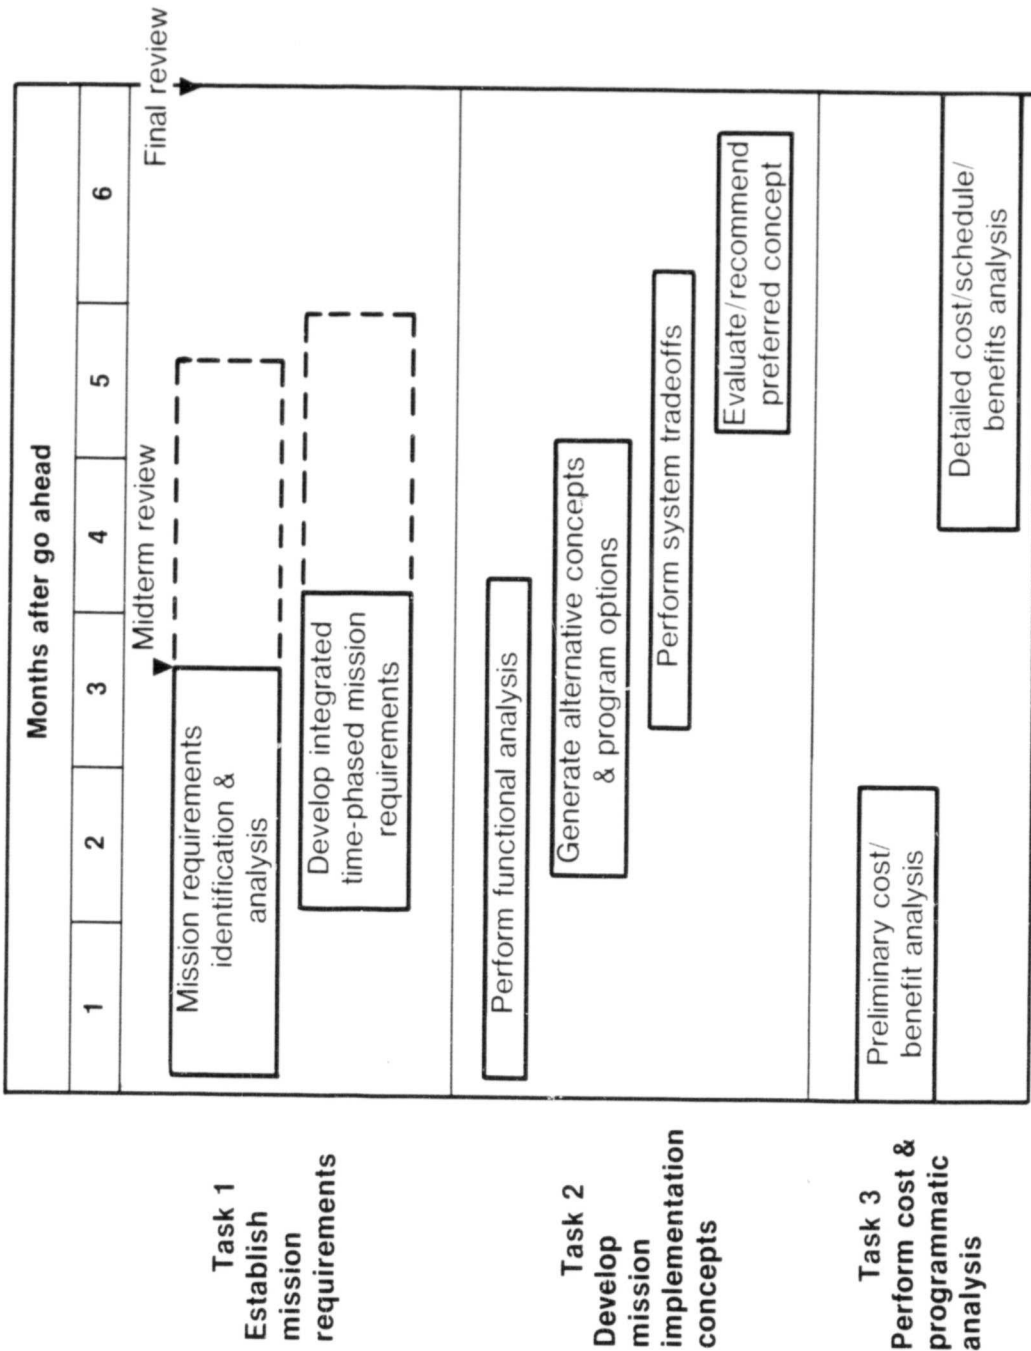 Months after go ahead
1 2 3 4 5 6
Midterm review
Final review
Task 1
Establish
mission
requirements
Mission requirements
identification &
analysis
Develop integrated
time-phased mission
requirements
Task 2
Develop
mission
implementation
concepts
Perform functional analysis
Generate alternative concepts
& program options
Perform system tradeoffs
Evaluate/recommend
preferred concept
Task 3
Perform cost &
programmatic
analysis
Preliminary cost/
benefit analysis
Detailed cost/schedule/
benefits analysis